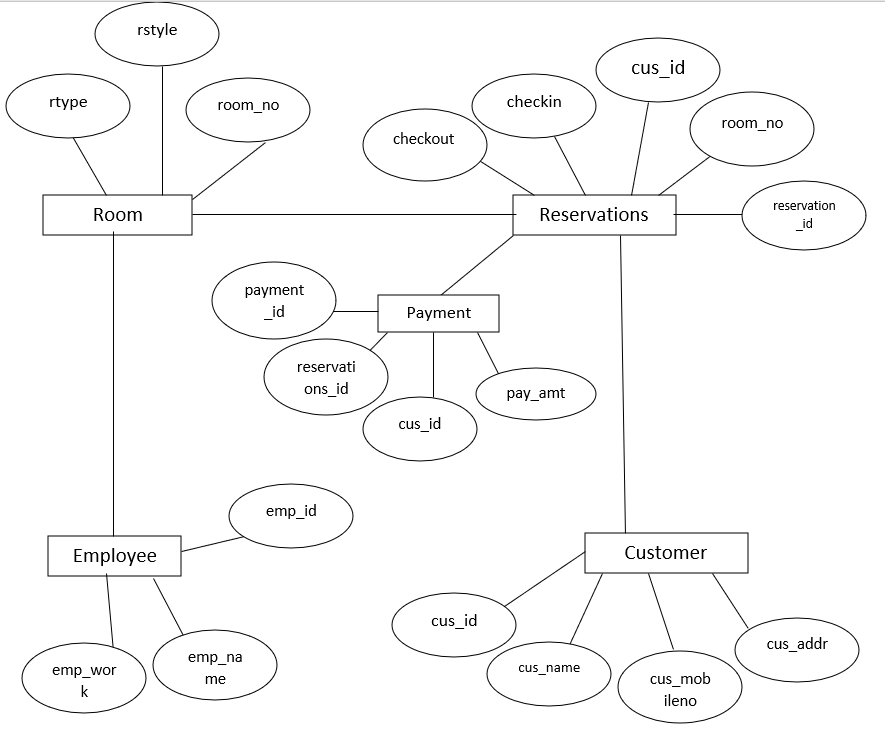 rstyle
rtype
room_no
checkout
checkin
cus_id
room_no
Room
Reservations
reservation
_id
payment
_id
Payment
reservati
ons_id
cus_id
pay_amt
emp_id
Employee
Customer
emp_wor
k
emp_na
me
cus_id
cus_name
cus_mob
ileno
cus_addr